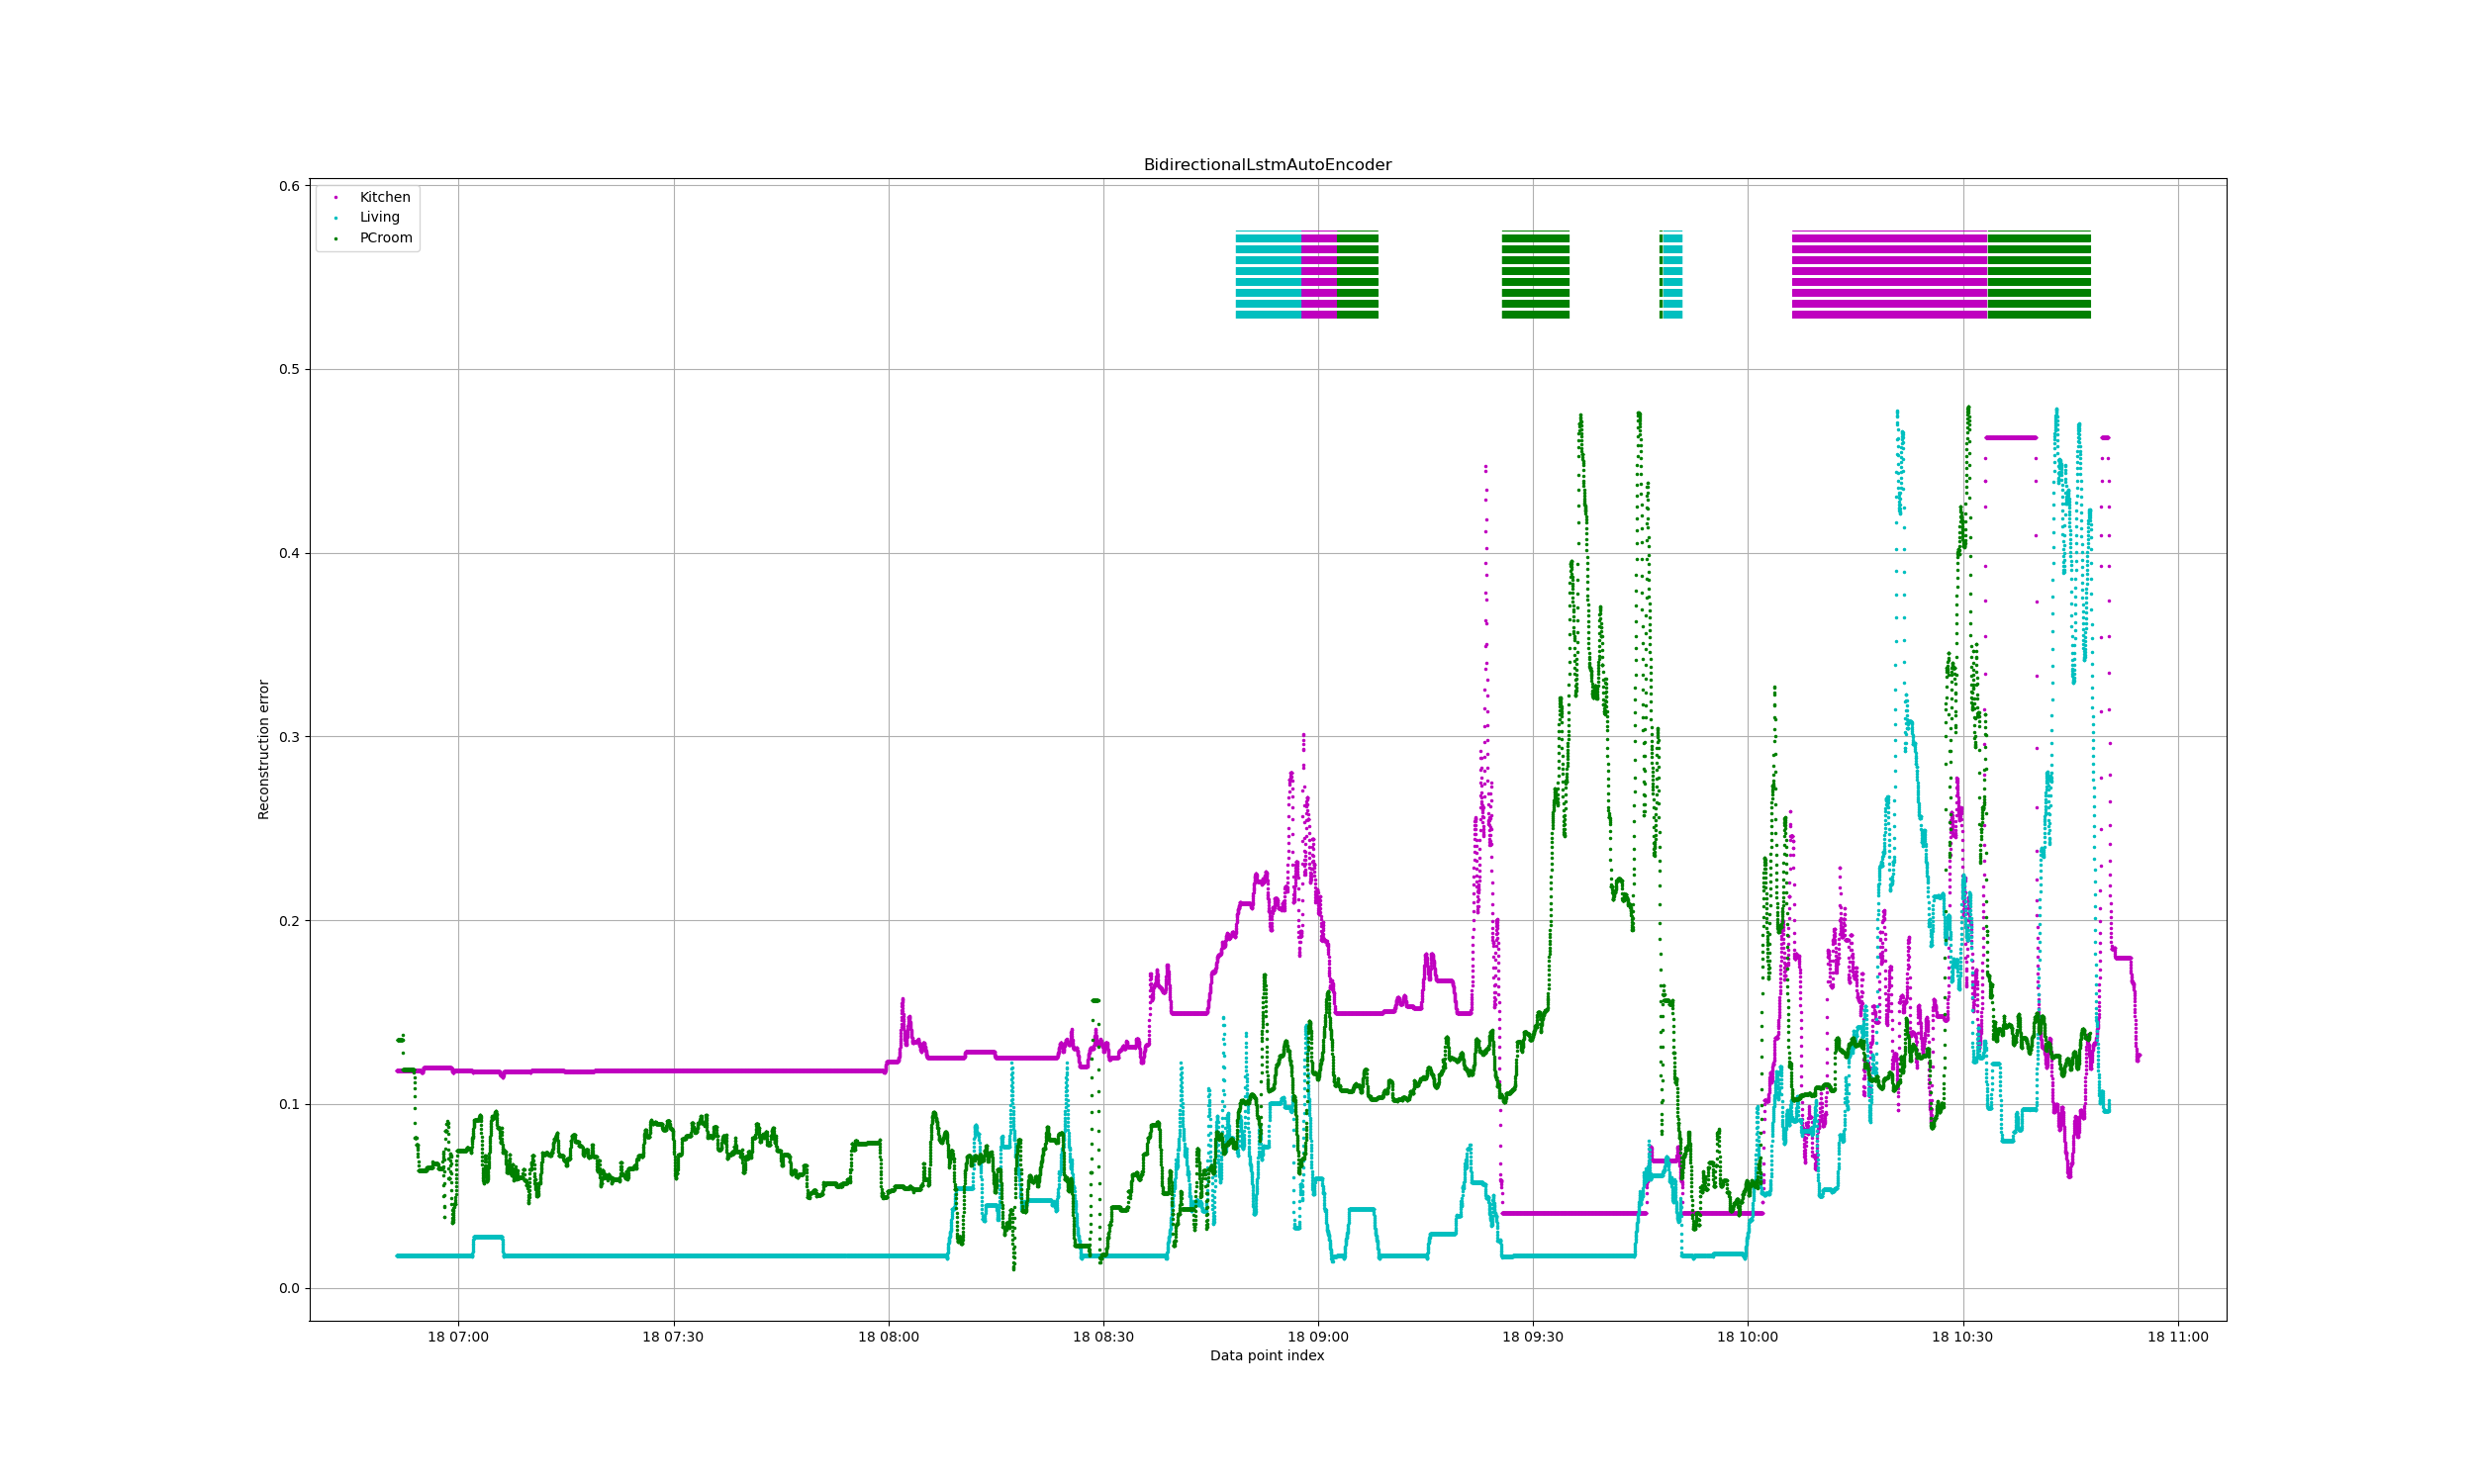 BidirectionalLstmAutoEncoder
Kitchen
Living
PCroom
Reconstruction error
0.6
0.5
0.4
0.3
0.2
0.1
0.0
18 07:00
18 07:30
18 08:00
18 08:30
18 09:00
18 09:30
18 10:00
18 10:30
18 11:00
Data point index